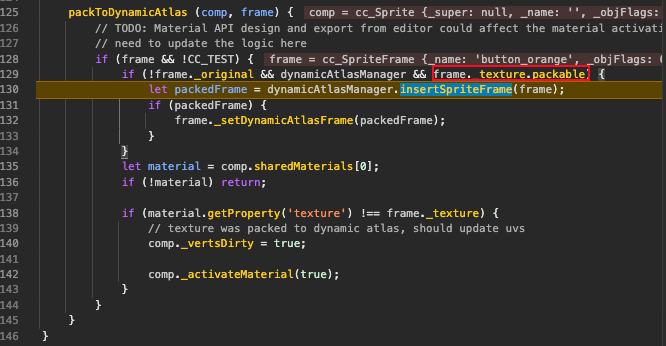 125 packToDynamicAtlas (comp, frame) { comp = cc_Sprite {_super: null, _name: '', _objFlags:
126 // TODO: Material API design and export from editor could affect the material activati
127 // need to update the logic here
128 if (frame && !CC_TEST) { frame = cc_SpriteFrame {_name: 'button_orange', _objFlags: 0
129 if (!frame._original && dynamicAtlasManager && frame._texture.packable) {
130 let packedFrame = dynamicAtlasManager.insertSpriteFrame(frame);
131 if (packedFrame) {
132 frame._setDynamicAtlasFrame(packedFrame);
133 }
134 }
135 let material = comp.sharedMaterials[0];
136 if (!material) return;
137
138 if (material.getProperty('texture') !== frame._texture) {
139 // texture was packed to dynamic atlas, should update uvs
140 comp._vertsDirty = true;
141
142 comp._activateMaterial(true);
143 }
144 }
145 }
146 }